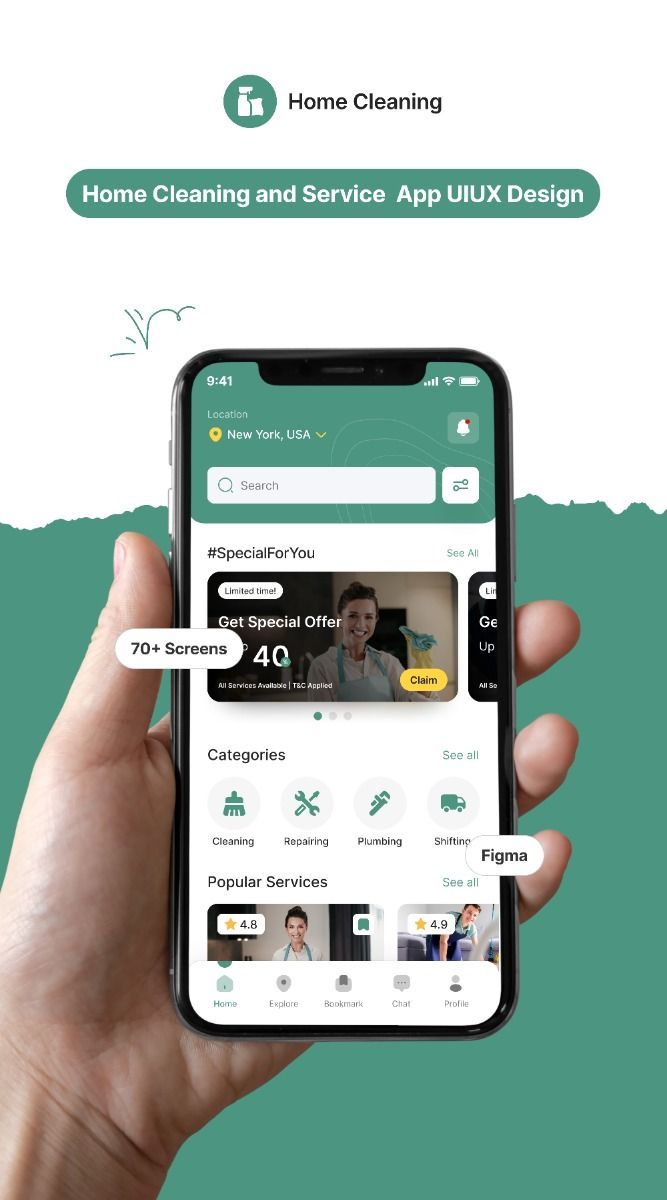 Home Cleaning
Home Cleaning and Service App UIUX Design
9:41
Location
New York, USA
Search
#SpecialForYou
See All
Limited time!
Get Special Offer
40
All Services Available | T&C Applied
Claim
Ge
Up
All Se
70+ Screens
Categories
See all
Cleaning
Repairing
Plumbing
Shifting
Figma
Popular Services
See all
4.8
4.9
Home
Explore
Bookmark
Chat
Profile